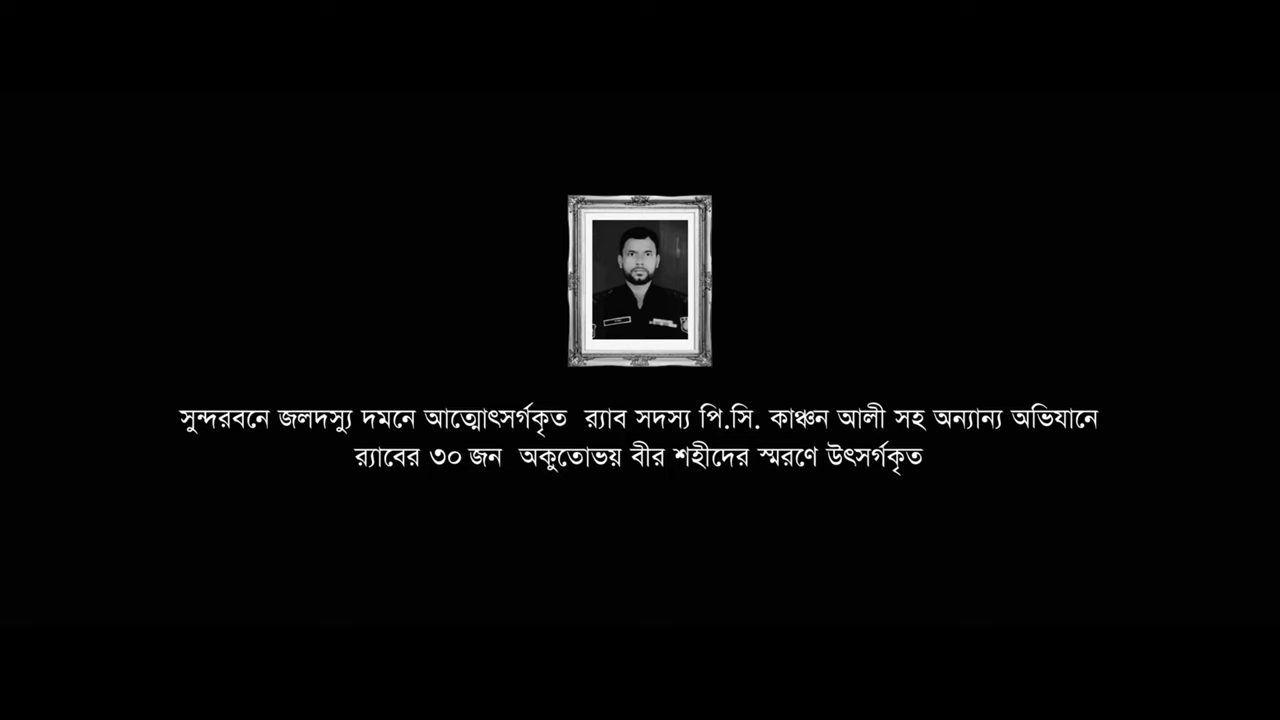 সুন্দরবনে জলদস্যু দমনে আত্মোৎসর্গকৃত র‍্যাব সদস্য পি.সি. কাঞ্চন আলী সহ অন্যান্য অভিযানে
র‍্যাবের ৩০ জন অকুতোভয় বীর শহীদের স্মরণে উৎসর্গকৃত